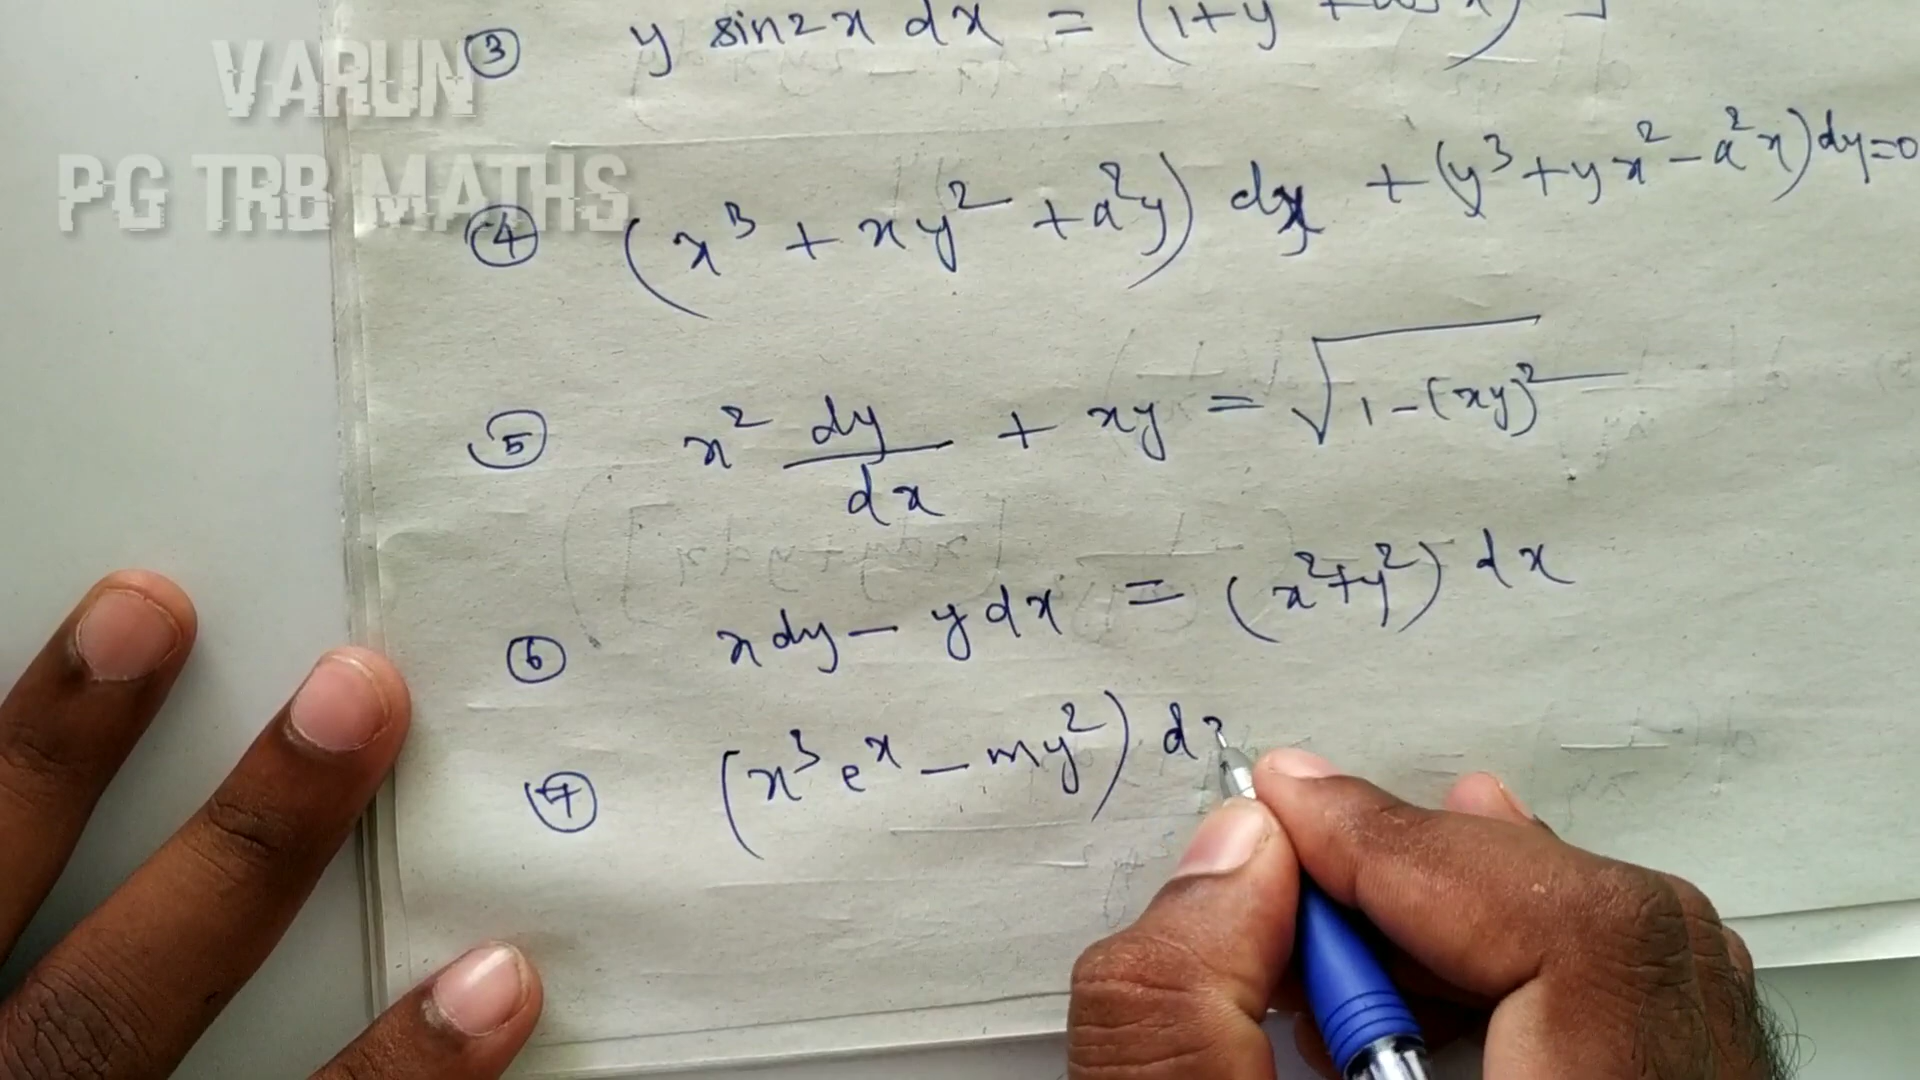 VARUN
PG TRB MATHS
③ y sin2x dx = (1+y
④ (x³ + xy² + a²y) dx + (y³ + yx² - a²x) dy = 0
⑤ x² dy/dx + xy = √(1-(xy)²)
⑥ x dy - y dx = (x²+y²) dx
⑦ (x³eˣ - my²) d